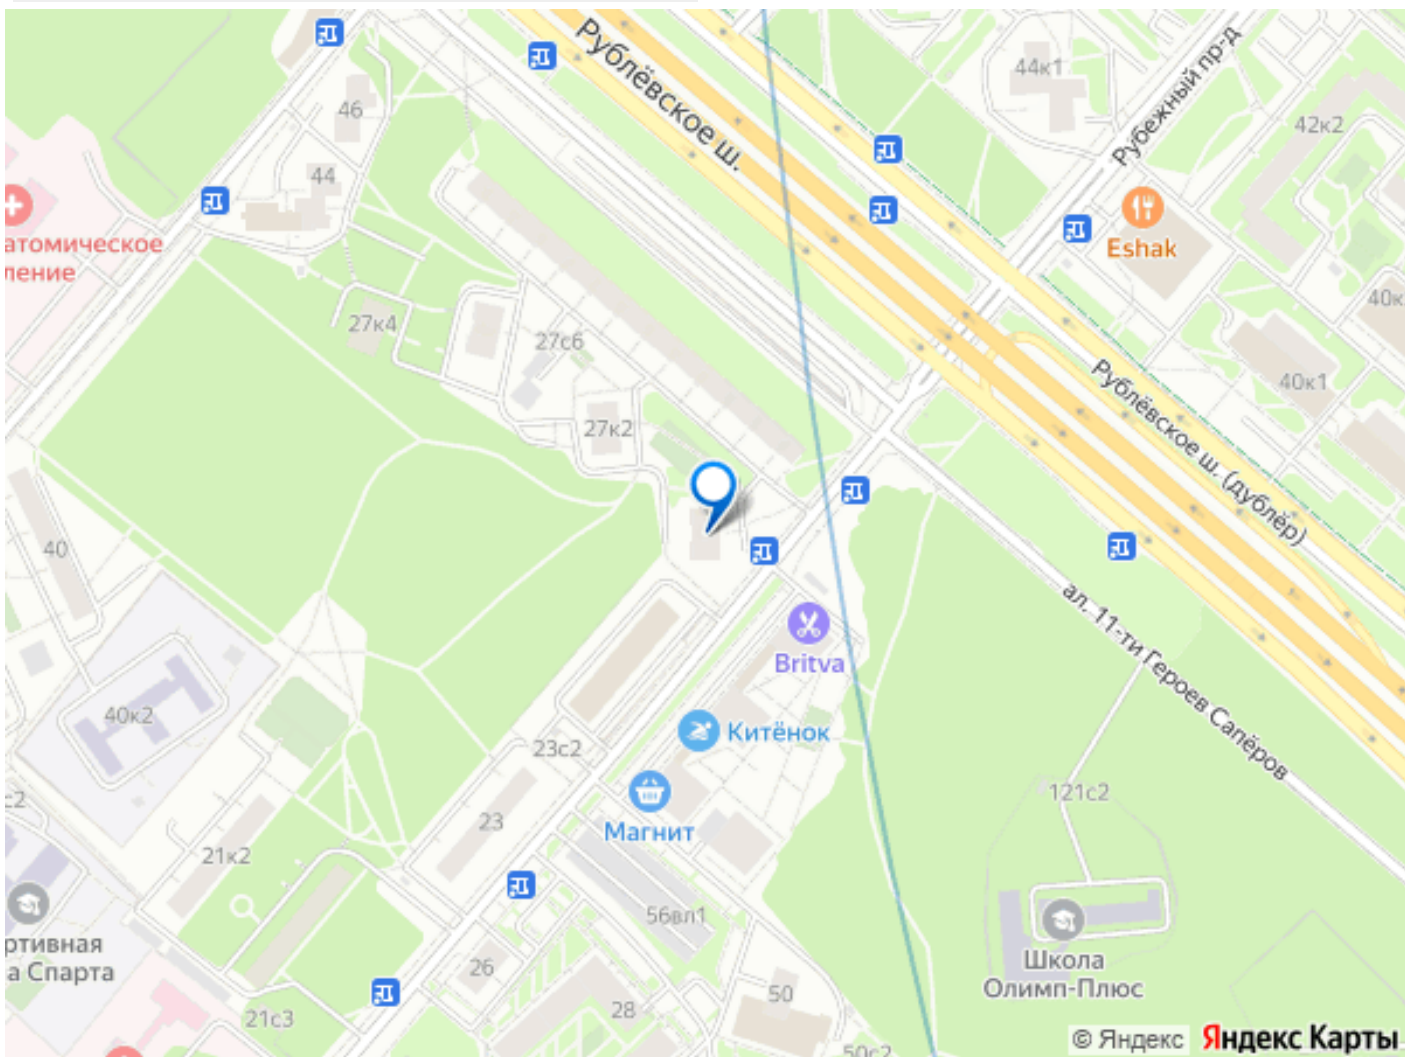 Рублёвское ш.
44к1
Рубежный пр-д
42к2
46
44
Eshak
атомическое
ление
40к
27к4
27с6
40к1
Рублёвское ш. (дублёр)
27к2
40
ал. 11-ти Героев Сапёров
Britva
40к2
Китёнок
23с2
с2
121с2
23
Магнит
21к2
56вл1
ртивная
а Спарта
26
Школа
Олимп-Плюс
50
28
21с3
50с2
© Яндекс
Яндекс Карты